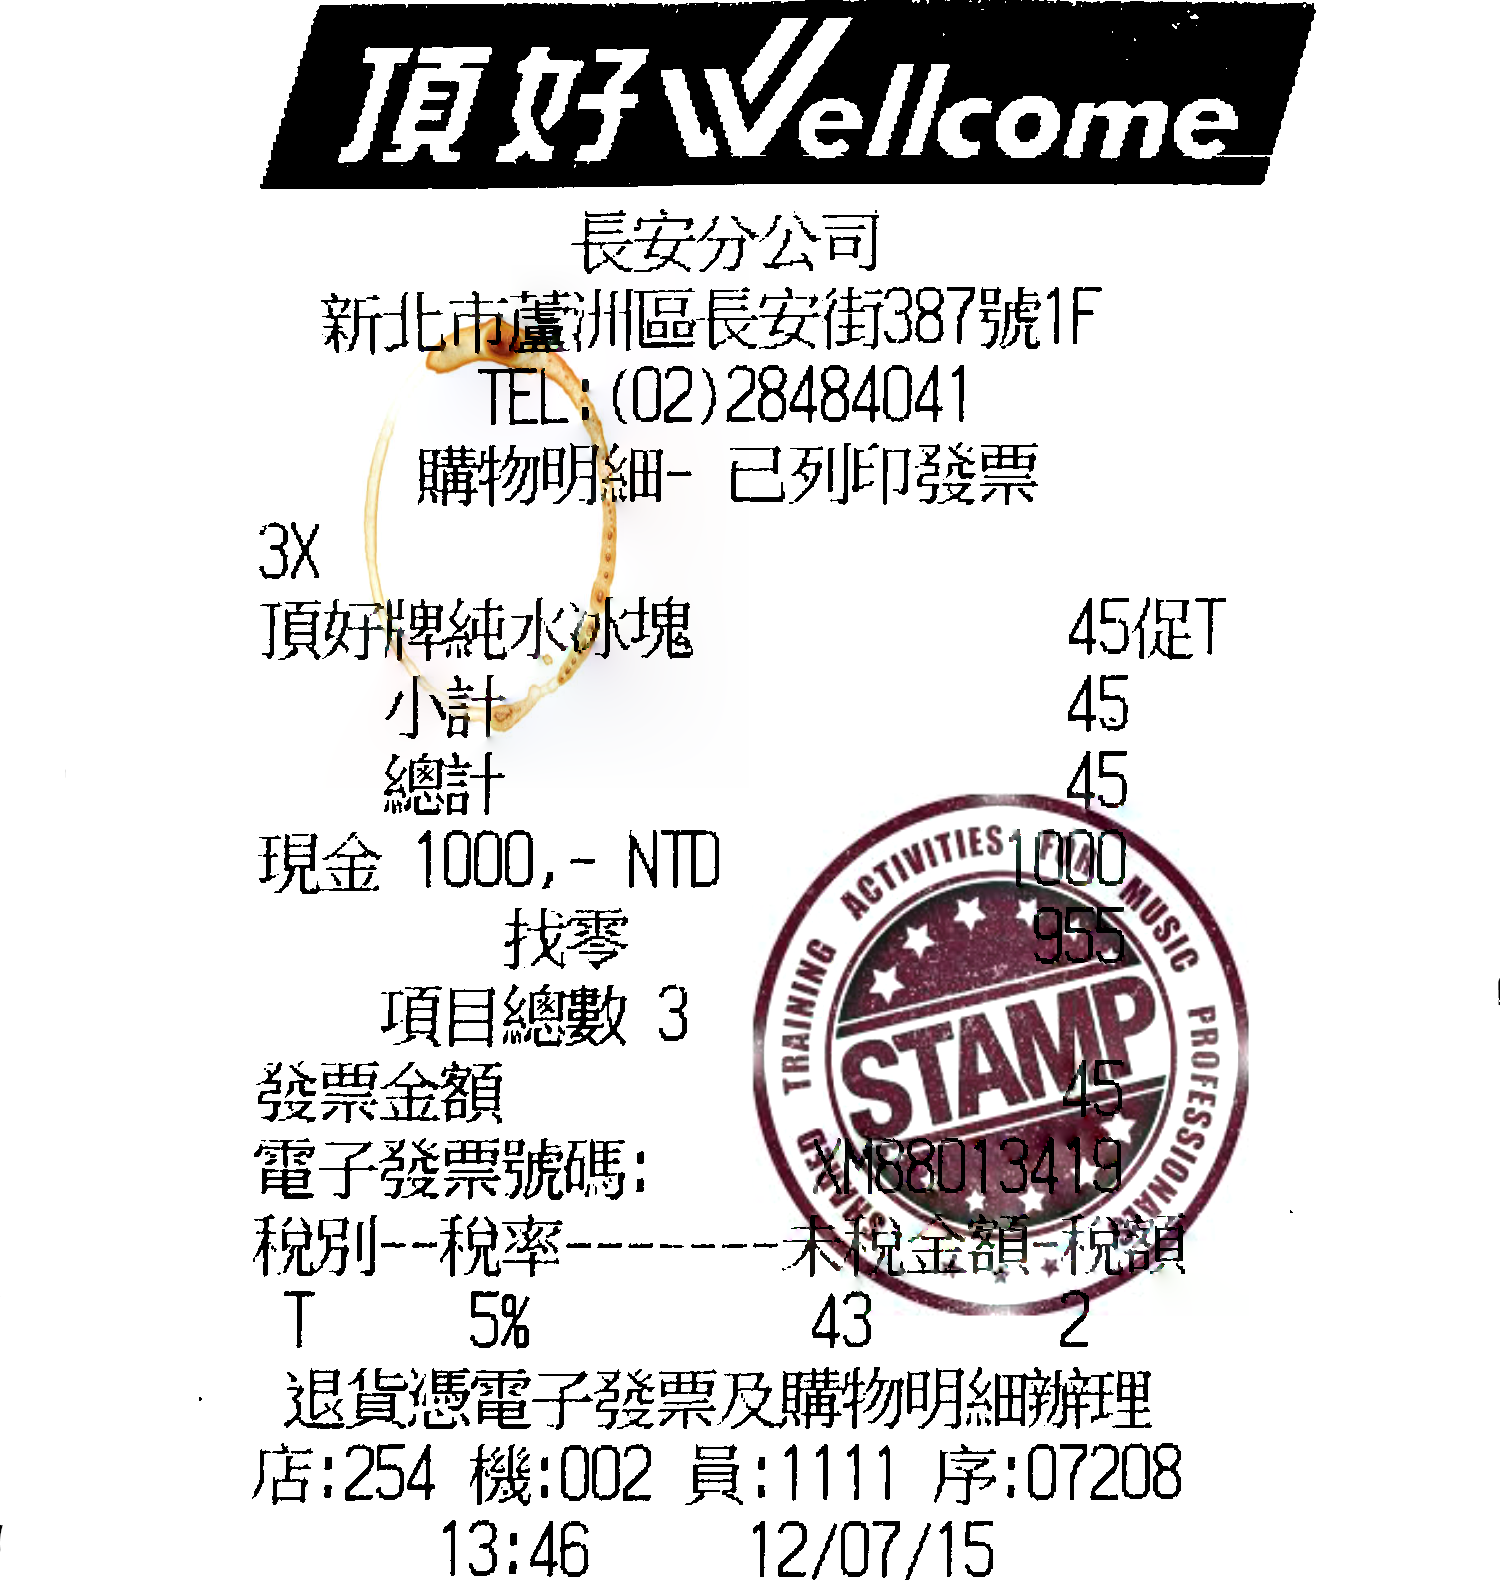 頂好Wellcome
長安分公司
新北市蘆洲區長安街387號1F
TEL:(02)28484041
購物明細- 已列印發票
3X
頂好牌純水冰塊 45促T
小計 45
總計 45
現金 1000,- NTD 1000
找零 955
項目總數 3
發票金額 45
電子發票號碼: XM88013419
稅別--稅率-------未稅金額-稅額
T 5% 43 2
退貨憑電子發票及購物明細辦理
店:254 機:002 員:1111 序:07208
13:46 12/07/15
TRAINING ACTIVITIES FOR MUSIC PROFESSIONALS
STAMP